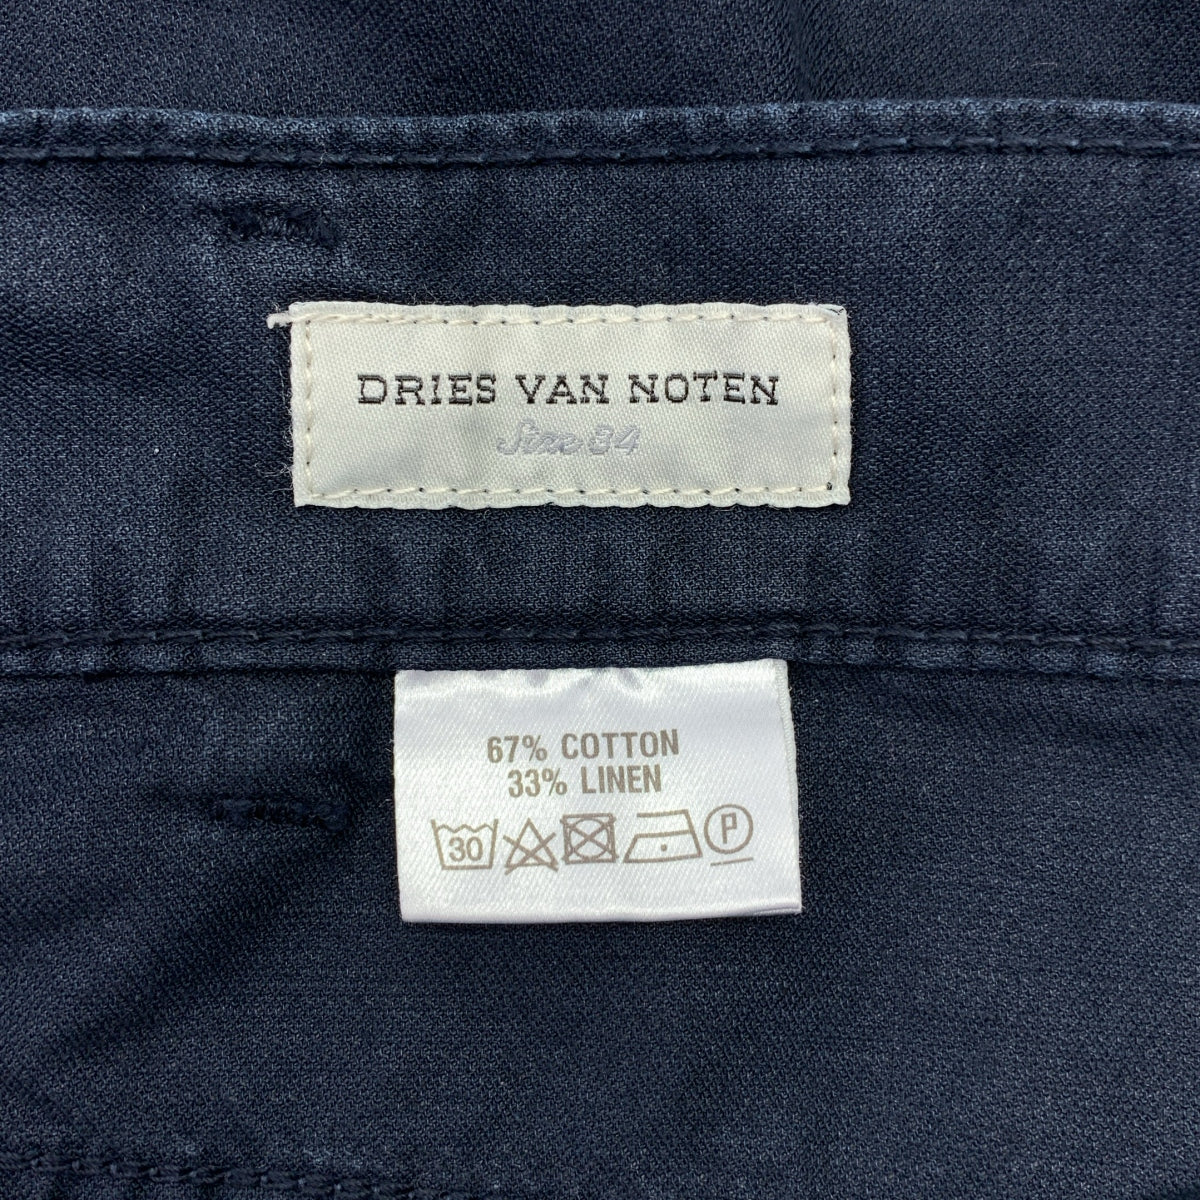 DRIES VAN NOTEN
Size 34
67% COTTON
33% LINEN
30 P